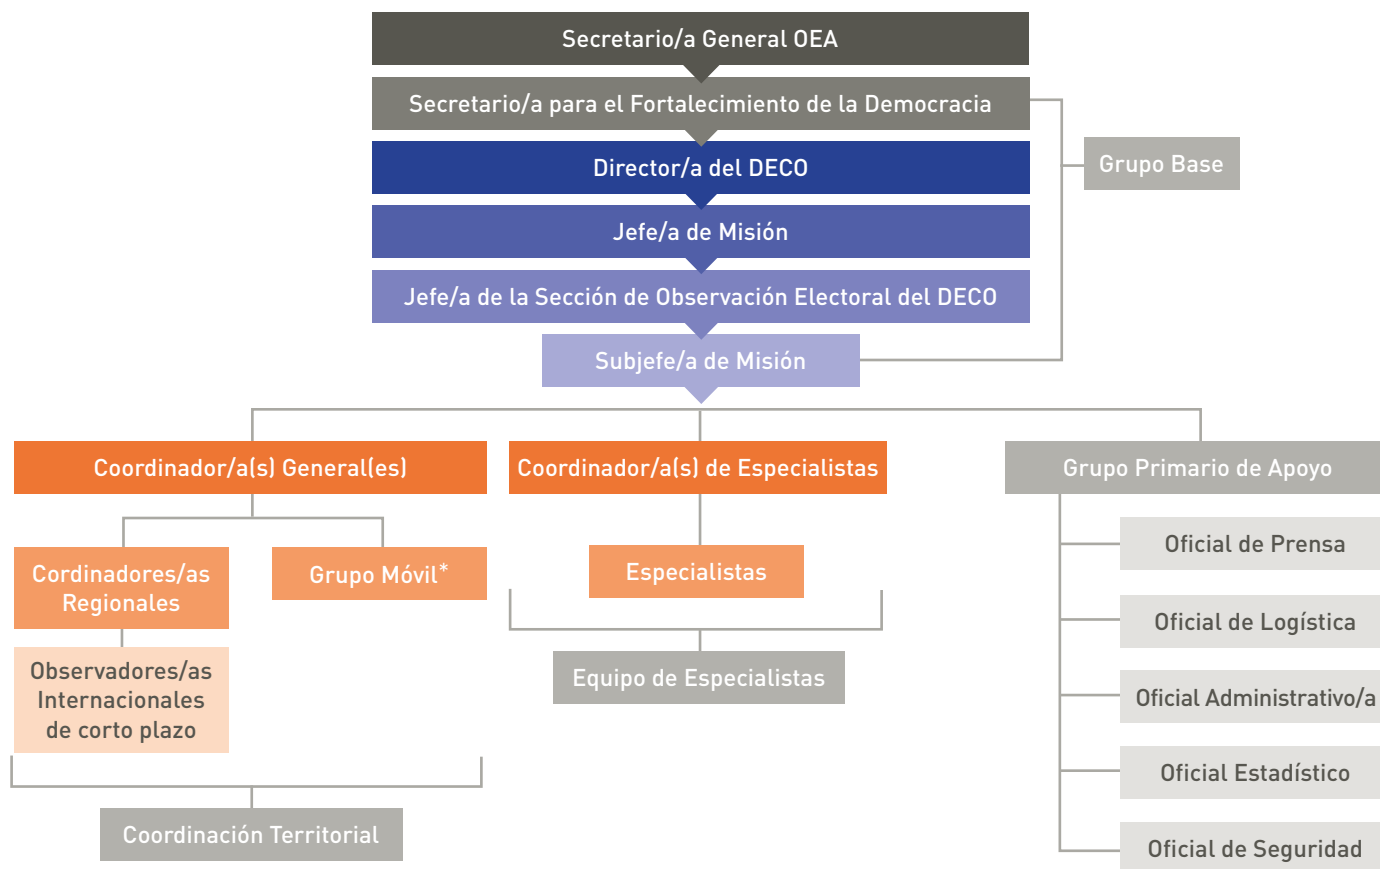 Secretario/a General OEA
Secretario/a para el Fortalecimiento de la Democracia
Grupo Base
Director/a del DECO
Jefe/a de Misión
Jefe/a de la Sección de Observación Electoral del DECO
Subjefe/a de Misión
Coordinador/a(s) General(es)
Coordinador/a(s) de Especialistas
Grupo Primario de Apoyo
Cordinadores/as
Regionales
Grupo Móvil*
Especialistas
Observadores/as
Internacionales
de corto plazo
Equipo de Especialistas
Coordinación Territorial
Oficial de Prensa
Oficial de Logística
Oficial Administrativo/a
Oficial Estadístico
Oficial de Seguridad